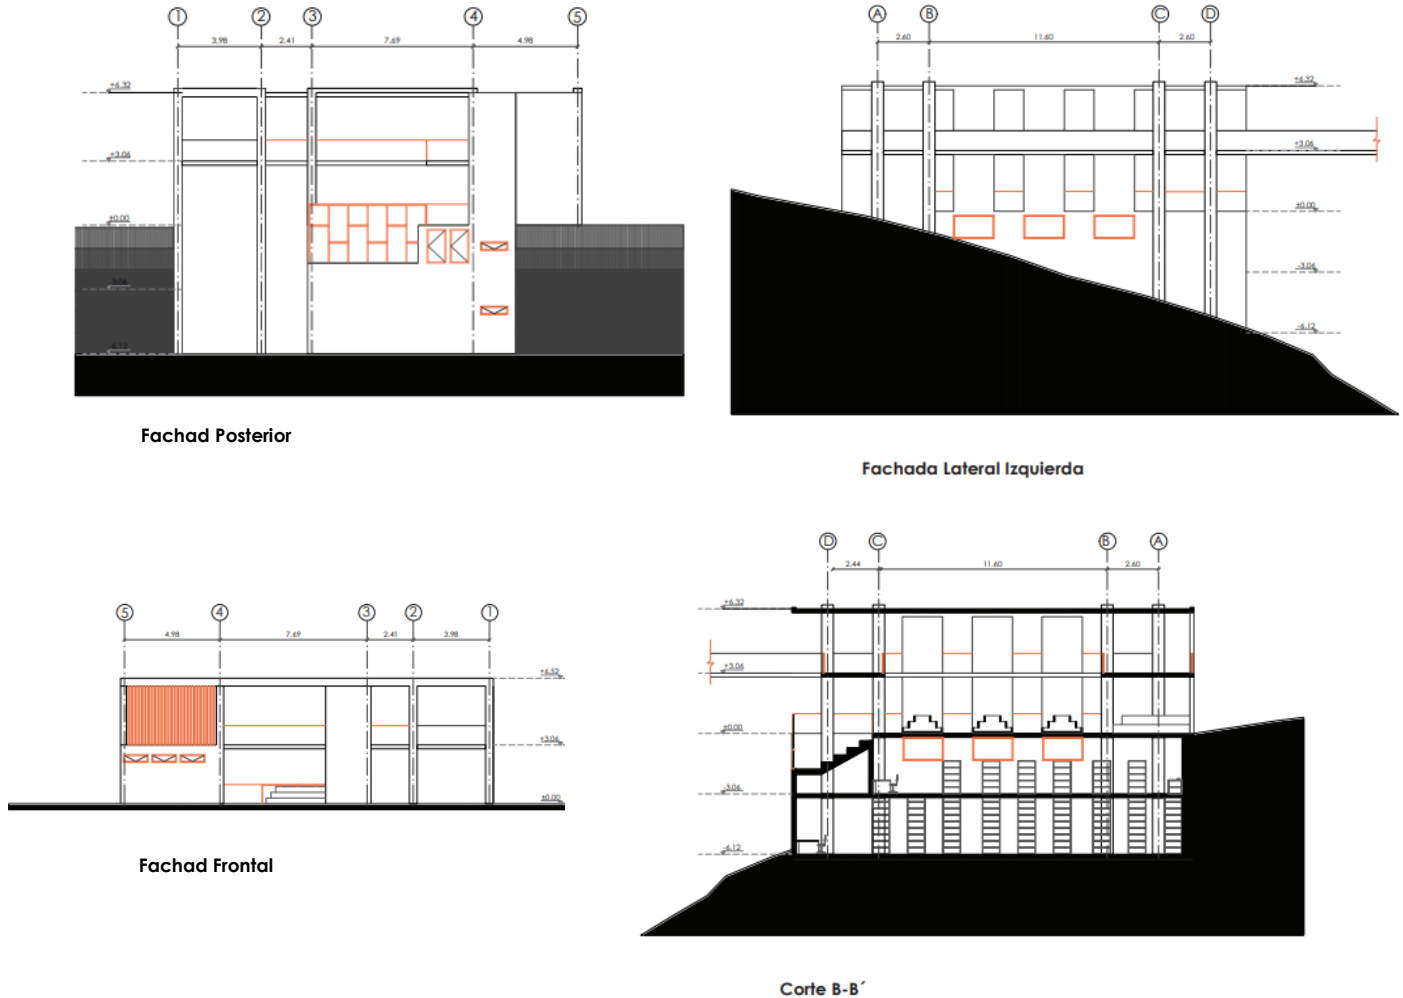 1 2 3 4 5
3.98 2.41 7.69 4.98
+6.32
+3.06
±0.00
-3.06
-6.12
Fachad Posterior
A B C D
2.60 11.60 2.60
+6.32
+3.06
±0.00
-3.06
-6.12
Fachada Lateral Izquierda
5 4 3 2 1
4.98 7.69 2.41 3.98
+6.52
+3.06
±0.00
Fachad Frontal
D C B A
2.44 11.60 2.60
+6.32
+3.06
±0.00
-3.06
-6.12
Corte B-B´